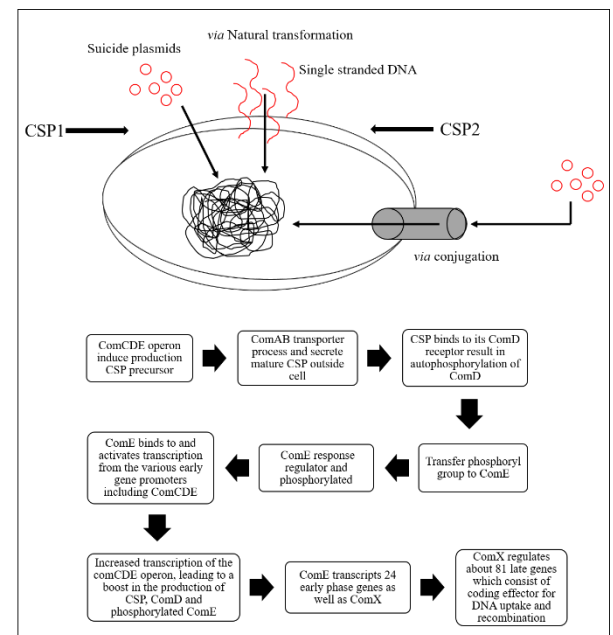 via Natural transformation
Suicide plasmids
Single stranded DNA
CSP1
CSP2
via conjugation
ComCDE operon
induce production
CSP precursor
ComAB transporter
process and secrete
mature CSP outside
cell
CSP binds to its ComD
receptor result in
autophosphorylation of
ComD
ComE binds to and
activates transcription
from the various early
gene promoters
including ComCDE
ComE response
regulator and
phosphorylated
Transfer phosphoryl
group to ComE
Increased transcription of the
comCDE operon, leading to a
boost in the production of
CSP, ComD and
phosphorylated ComE
ComE transcripts 24
early phase genes as
well as ComX
ComX regulates
about 81 late genes
which consist of
coding effector for
DNA uptake and
recombination